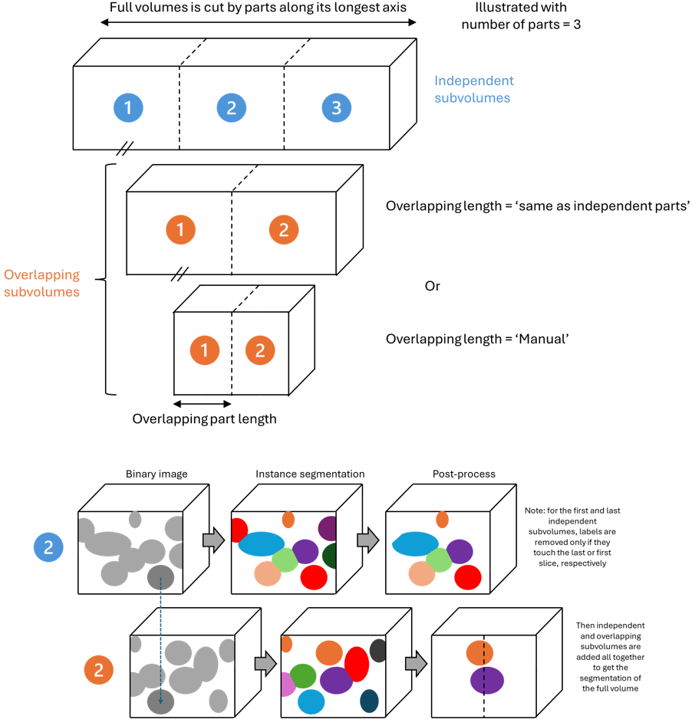 Full volumes is cut by parts along its longest axis
Illustrated with
number of parts = 3
1
2
3
Independent
subvolumes
1
2
Overlapping length = ‘same as independent parts’
Overlapping
subvolumes
Or
1
2
Overlapping length = ‘Manual’
Overlapping part length
Binary image
Instance segmentation
Post-process
2
Note: for the first and last
independent
subvolumes, labels are
removed only if they
touch the last or first
slice, respectively
2
Then independent
and overlapping
subvolumes are
added all together
to get the
segmentation of
the full volume